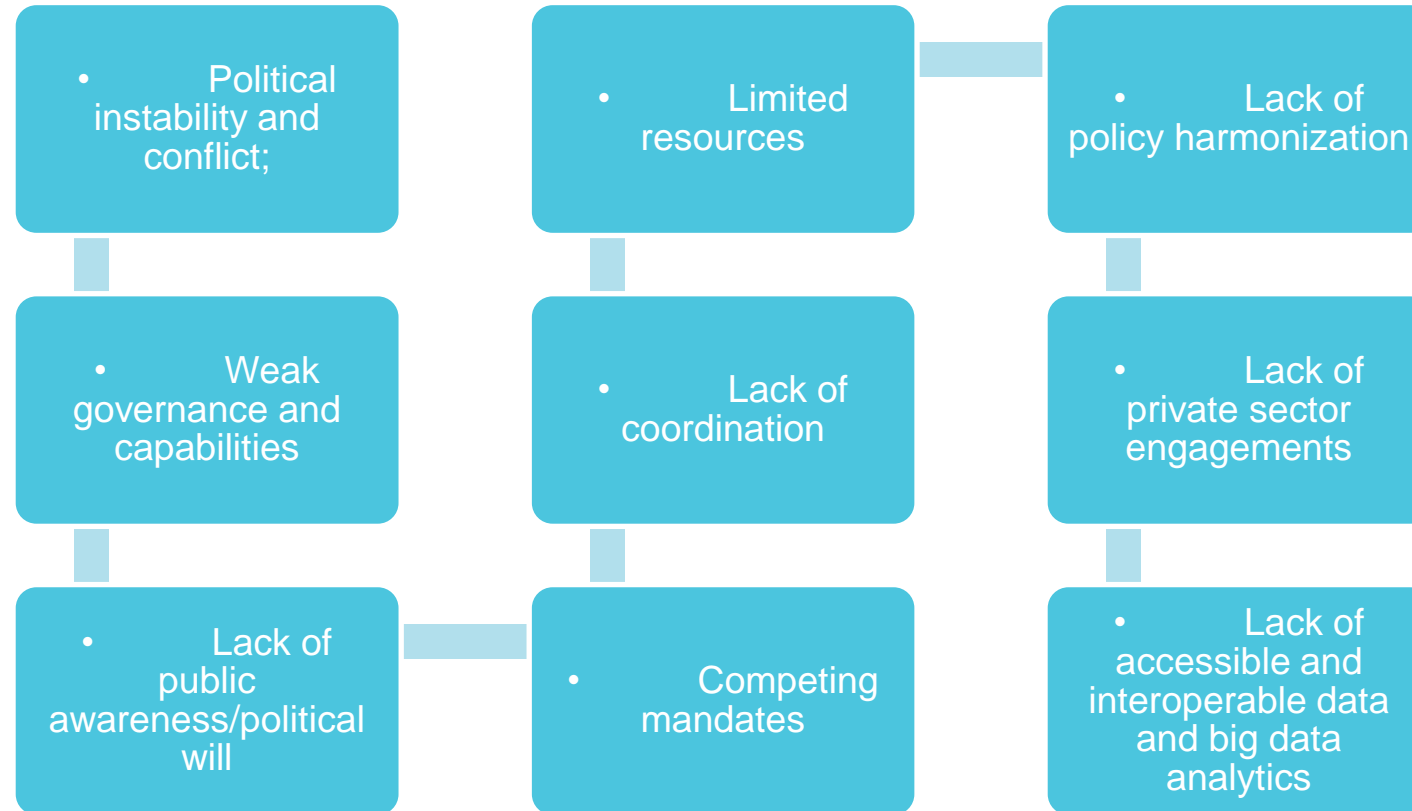 • Political
instability and
conflict;
• Weak
governance and
capabilities
• Lack of
public
awareness/political
will
• Competing
mandates
• Lack of
coordination
• Limited
resources
• Lack of
policy harmonization
• Lack of
private sector
engagements
• Lack of
accessible and
interoperable data
and big data
analytics